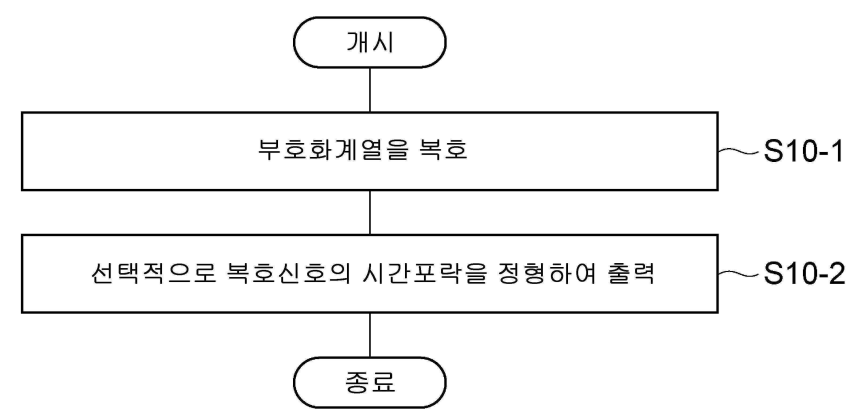 개시
부호화계열을 복호
S10-1
선택적으로 복호신호의 시간포락을 정형하여 출력
S10-2
종료